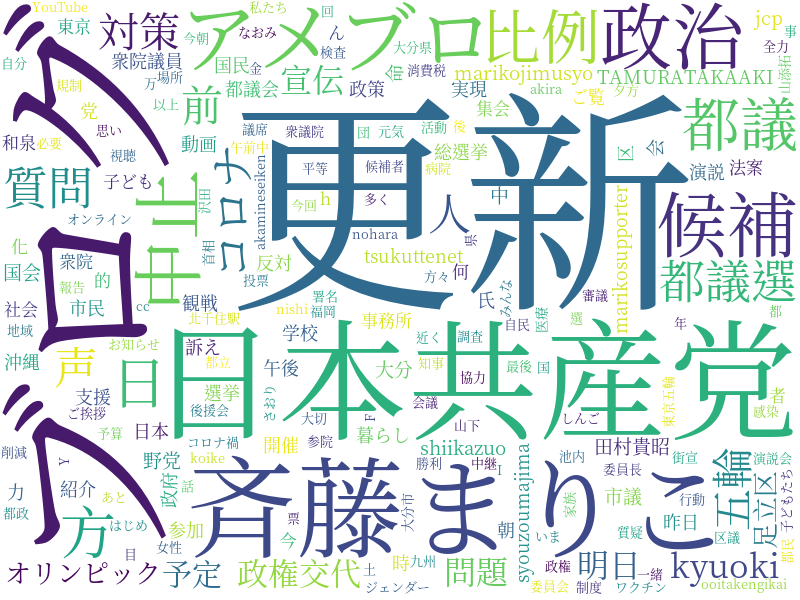 YouTube
私たち
回
なおみ
ん
今朝
検査
大分県
アメブロ
比例
政治
jcp
事
全力
自分
ブログ
対策
東京
衆院議員
国民
金
宣伝
命
消費税
marikojimusyo
TAMURATAKAAKI
規制
場所
万
都議会
政策
実現
akira
夕方
ご覧
党
以上
前
衆議院
団
元気
活動
後
集会
都議
和泉
必要
思い
動画
議席
午前中
平等
候補者
総選挙
区
会
演説
法案
視聴
質問
子ども
コロナ
更新
病院
候補
沢田
今回
h
多く
人
中
オンライン
中止
akamineseiken
nohara
県
tsukuttenet
何
marikosupporter
都議選
化
衆院
的
首相
反対
投票
方々
みんな
氏
審議
国会
報告
市民
cc
観戦
署名
福岡
nishi
医療
都
社会
地域
北千住駅
事務所
近く
調査
自民
選
年
お知らせ
学校
都立
知事
最後
国
東京五輪
沖縄
声
日
日本共産党
訴え
午後
大分
協力
者
感染
支援
選挙
さおり
会議
しんご
ご挨拶
後援会
大切
F
山下
日本
暮らし
shiikazuo
田村貴昭
街宣
演説会
予算
コロナ禍
参院
開催
削減
Y
野党
koike
勝利
中継
I
池内
委員長
五輪
足立区
力
紹介
あと
政府
話
斉藤まりこ
syouzoumajima
家族
市議
行動
都政
はじめ
方
参加
票
大分市
朝
いま
質疑
昨日
区議
都民
目
女性
今
時
九州
オリンピック
予定
政権交代
土
ジェンダー
問題
政権
委員会
明日
制度
一緒
ワクチン
kyuoki
ooitakengikai